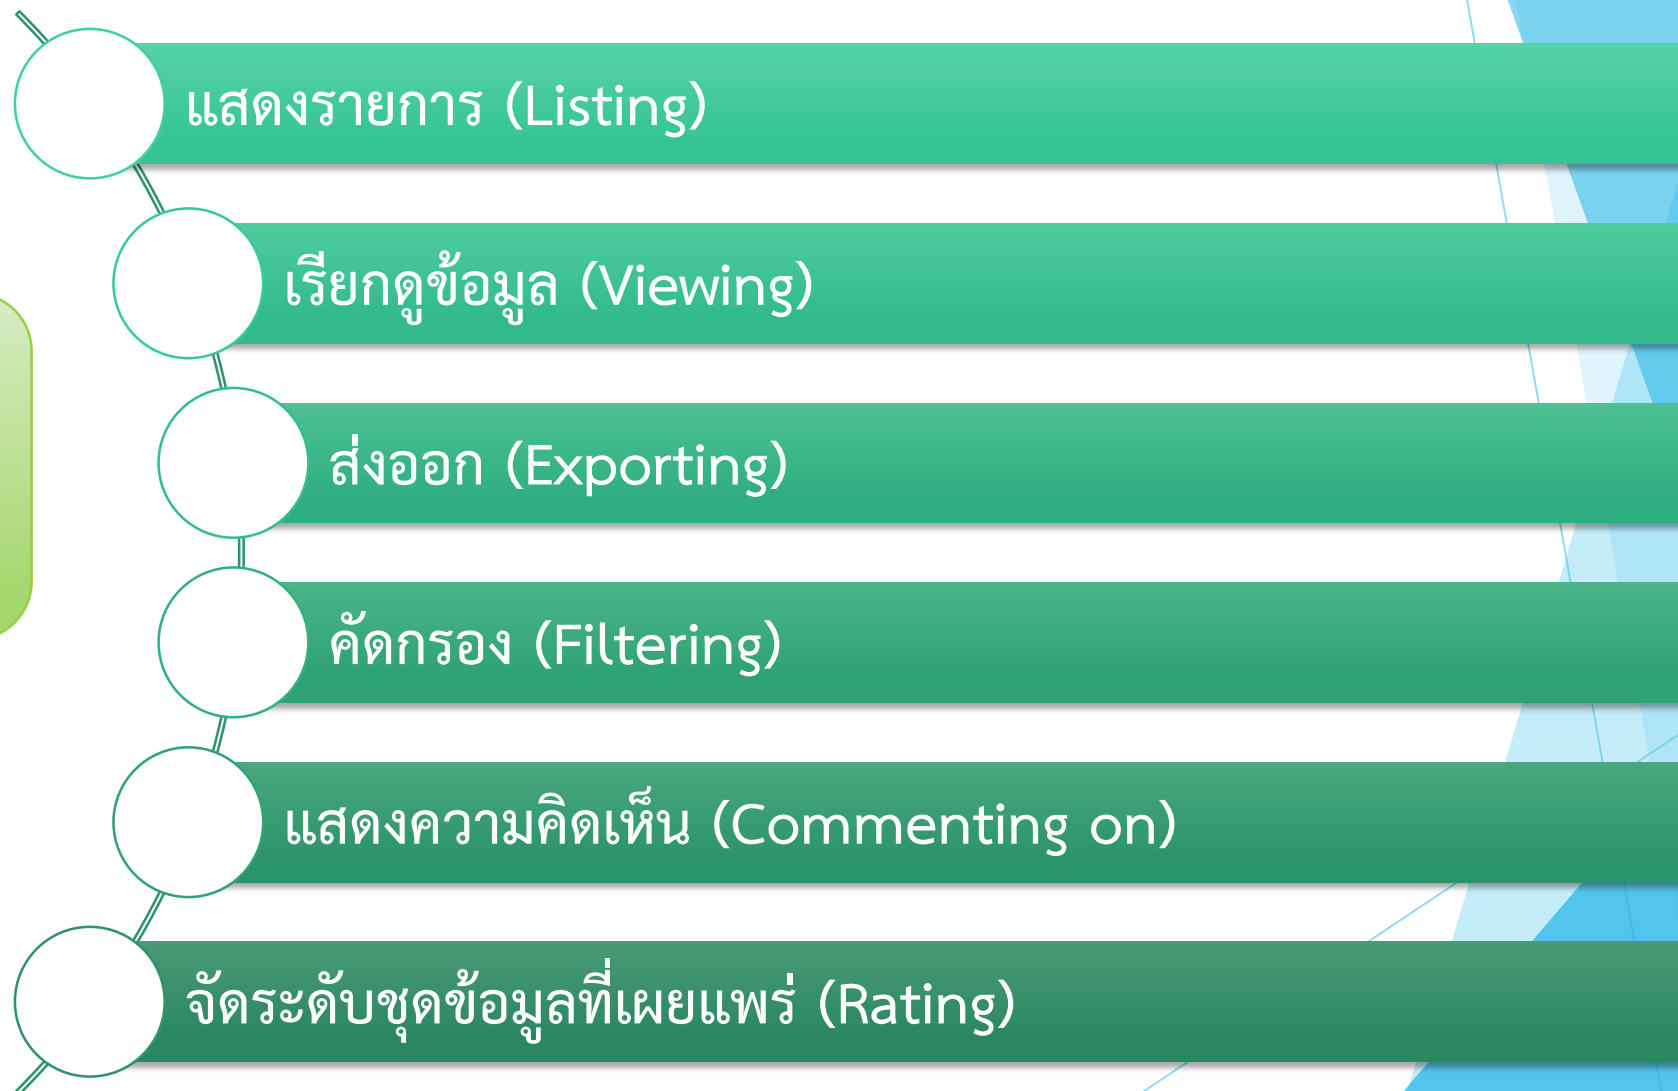 แสดงรายการ (Listing)
เรียกดูข้อมูล (Viewing)
ส่งออก (Exporting)
คัดกรอง (Filtering)
แสดงความคิดเห็น (Commenting on)
จัดระดับชุดข้อมูลที่เผยแพร่ (Rating)